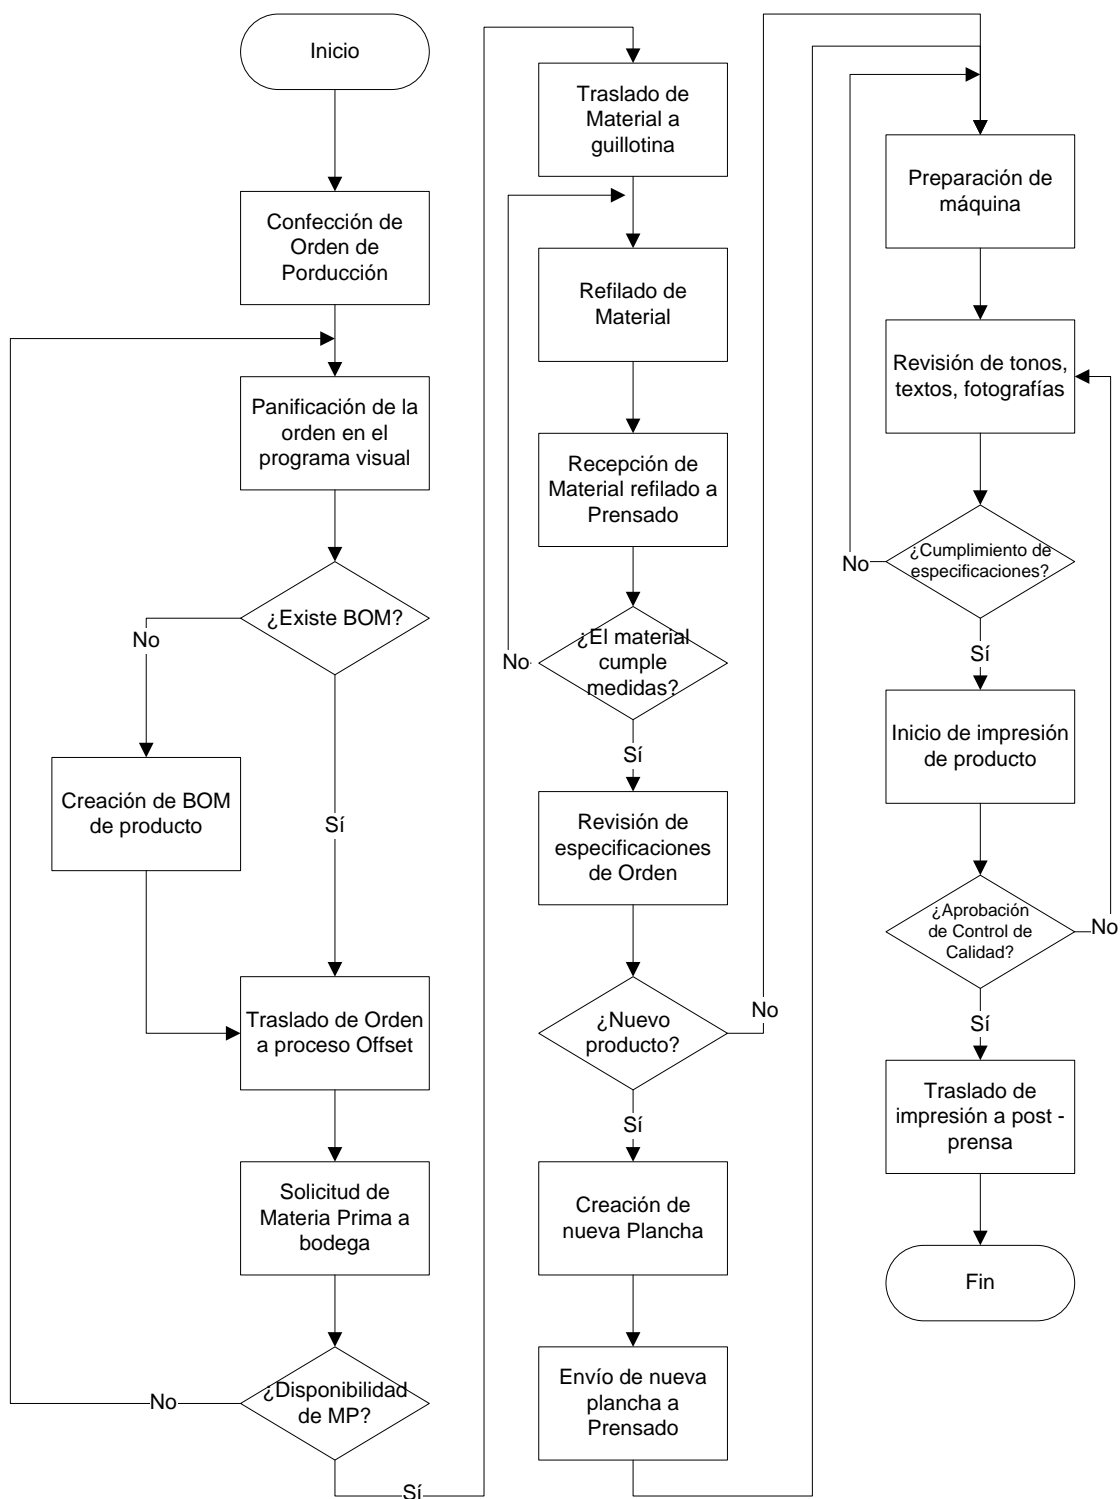 Inicio
Confección de
Orden de
Porducción
Panificación de la
orden en el
programa visual
¿Existe BOM?
No
Sí
Creación de BOM
de producto
Traslado de Orden
a proceso Offset
Solicitud de
Materia Prima a
bodega
¿Disponibilidad
de MP?
No
Sí
Traslado de
Material a
guillotina
Refilado de
Material
Recepción de
Material refilado a
Prensado
¿El material
cumple
medidas?
No
Sí
Revisión de
especificaciones
de Orden
¿Nuevo
producto?
No
Sí
Creación de
nueva Plancha
Envío de nueva
plancha a
Prensado
Preparación de
máquina
Revisión de tonos,
textos, fotografías
¿Cumplimiento de
especificaciones?
No
Sí
Inicio de impresión
de producto
¿Aprobación
de Control de
Calidad?
No
Sí
Traslado de
impresión a post -
prensa
Fin